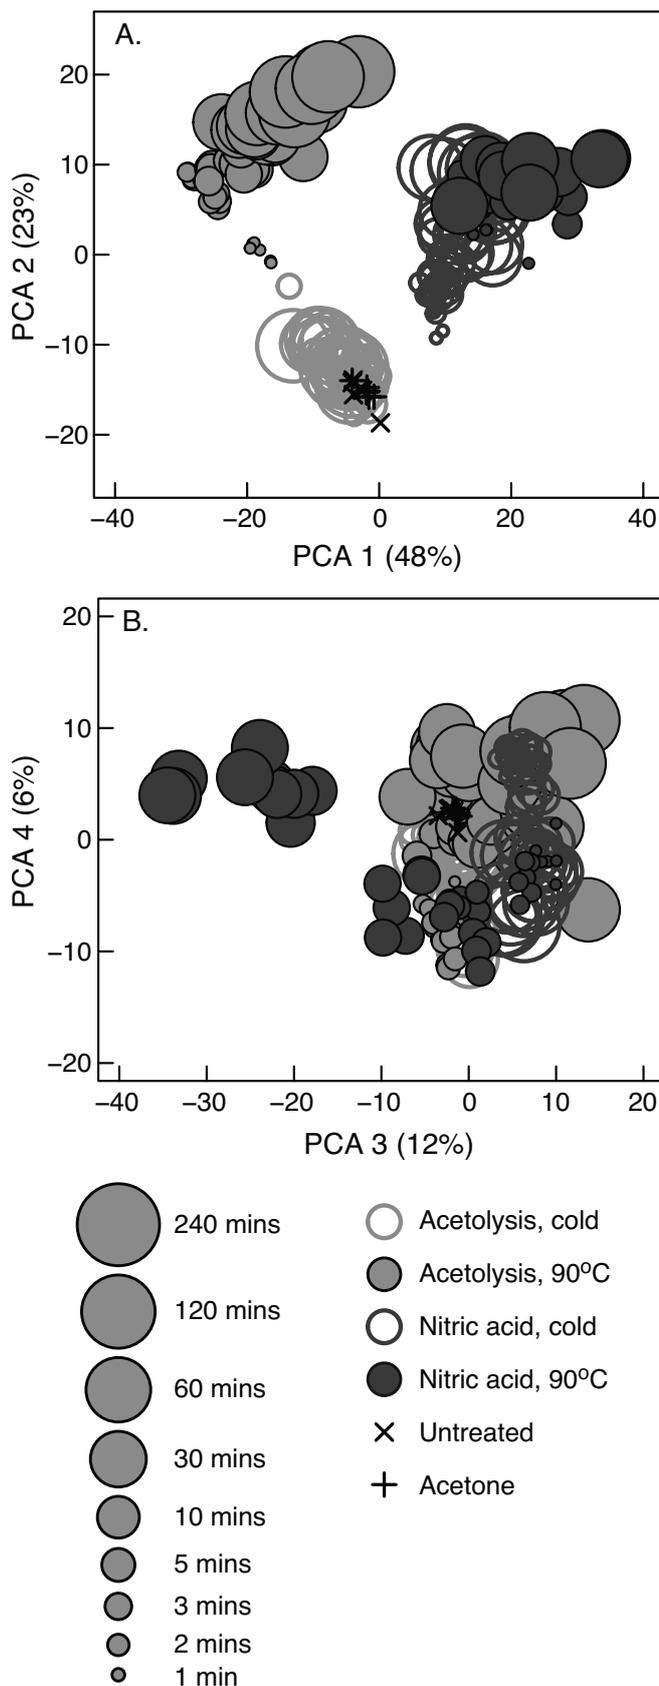 A.
20
10
0
−10
−20
PCA 2 (23%)
−40
−20
0
20
40
PCA 1 (48%)
B.
20
10
0
−10
−20
PCA 4 (6%)
−40
−30
−20
−10
0
10
20
PCA 3 (12%)
240 mins
120 mins
60 mins
30 mins
10 mins
5 mins
3 mins
2 mins
1 min
Acetolysis, cold
Acetolysis, 90°C
Nitric acid, cold
Nitric acid, 90°C
Untreated
Acetone